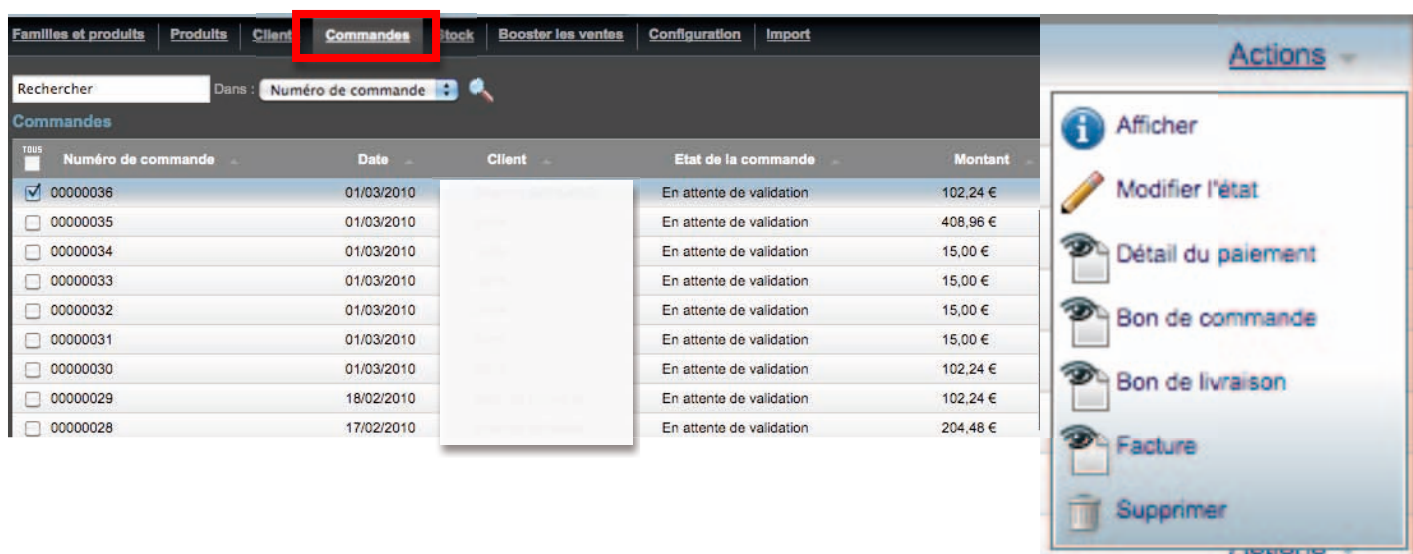 Familles et produits Produits Client Commandes Stock Booster les ventes Configuration Import
Rechercher Dans : Numéro de commande
Commandes
TOUS Numéro de commande Date Client Etat de la commande Montant
00000036 01/03/2010 En attente de validation 102,24 €
00000035 01/03/2010 En attente de validation 408,96 €
00000034 01/03/2010 En attente de validation 15,00 €
00000033 01/03/2010 En attente de validation 15,00 €
00000032 01/03/2010 En attente de validation 15,00 €
00000031 01/03/2010 En attente de validation 15,00 €
00000030 01/03/2010 En attente de validation 102,24 €
00000029 18/02/2010 En attente de validation 102,24 €
00000028 17/02/2010 En attente de validation 204,48 €
Actions
Afficher
Modifier l'état
Détail du paiement
Bon de commande
Bon de livraison
Facture
Supprimer